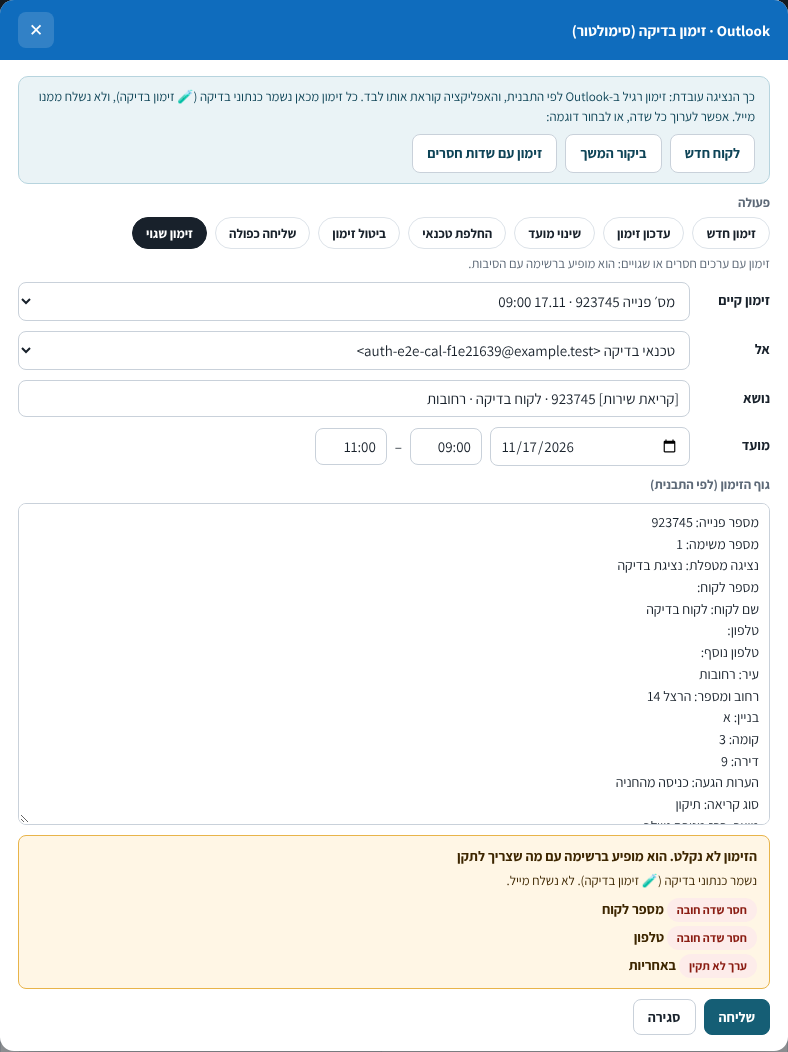 Outlook · זימון בדיקה (סימולטור)
✕
כך הנציגה עובדת: זימון רגיל ב-Outlook לפי התבנית, והאפליקציה קוראת אותו לבד. כל זימון מכאן נשמר כנתוני בדיקה (🧪 זימון בדיקה), ולא נשלח ממנו
מייל. אפשר לערוך כל שדה, או לבחור דוגמה:
לקוח חדש
ביקור המשך
זימון עם שדות חסרים
פעולה
זימון חדש
עדכון זימון
שינוי מועד
החלפת טכנאי
ביטול זימון
שליחה כפולה
זימון שגוי
זימון עם ערכים חסרים או שגויים: הוא מופיע ברשימה עם הסיבות.
זימון קיים
מס׳ פנייה 923745 · 17.11 09:00
אל
טכנאי בדיקה <auth-e2e-cal-f1e21639@example.test>
נושא
[קריאת שירות] 923745 · לקוח בדיקה · רחובות
מועד
11/17/2026
09:00
–
11:00
גוף הזימון (לפי התבנית)
מספר פנייה: 923745
מספר משימה: 1
נציגה מטפלת: נציגת בדיקה
מספר לקוח:
שם לקוח: לקוח בדיקה
טלפון:
טלפון נוסף:
עיר: רחובות
רחוב ומספר: הרצל 14
בניין: א
קומה: 3
דירה: 9
הערות הגעה: כניסה מהחניה
סוג קריאה: תיקון
הזימון לא נקלט. הוא מופיע ברשימה עם מה שצריך לתקן
נשמר כנתוני בדיקה (🧪 זימון בדיקה). לא נשלח מייל.
חסר שדה חובה מספר לקוח
חסר שדה חובה טלפון
ערך לא תקין באחריות
שליחה
סגירה